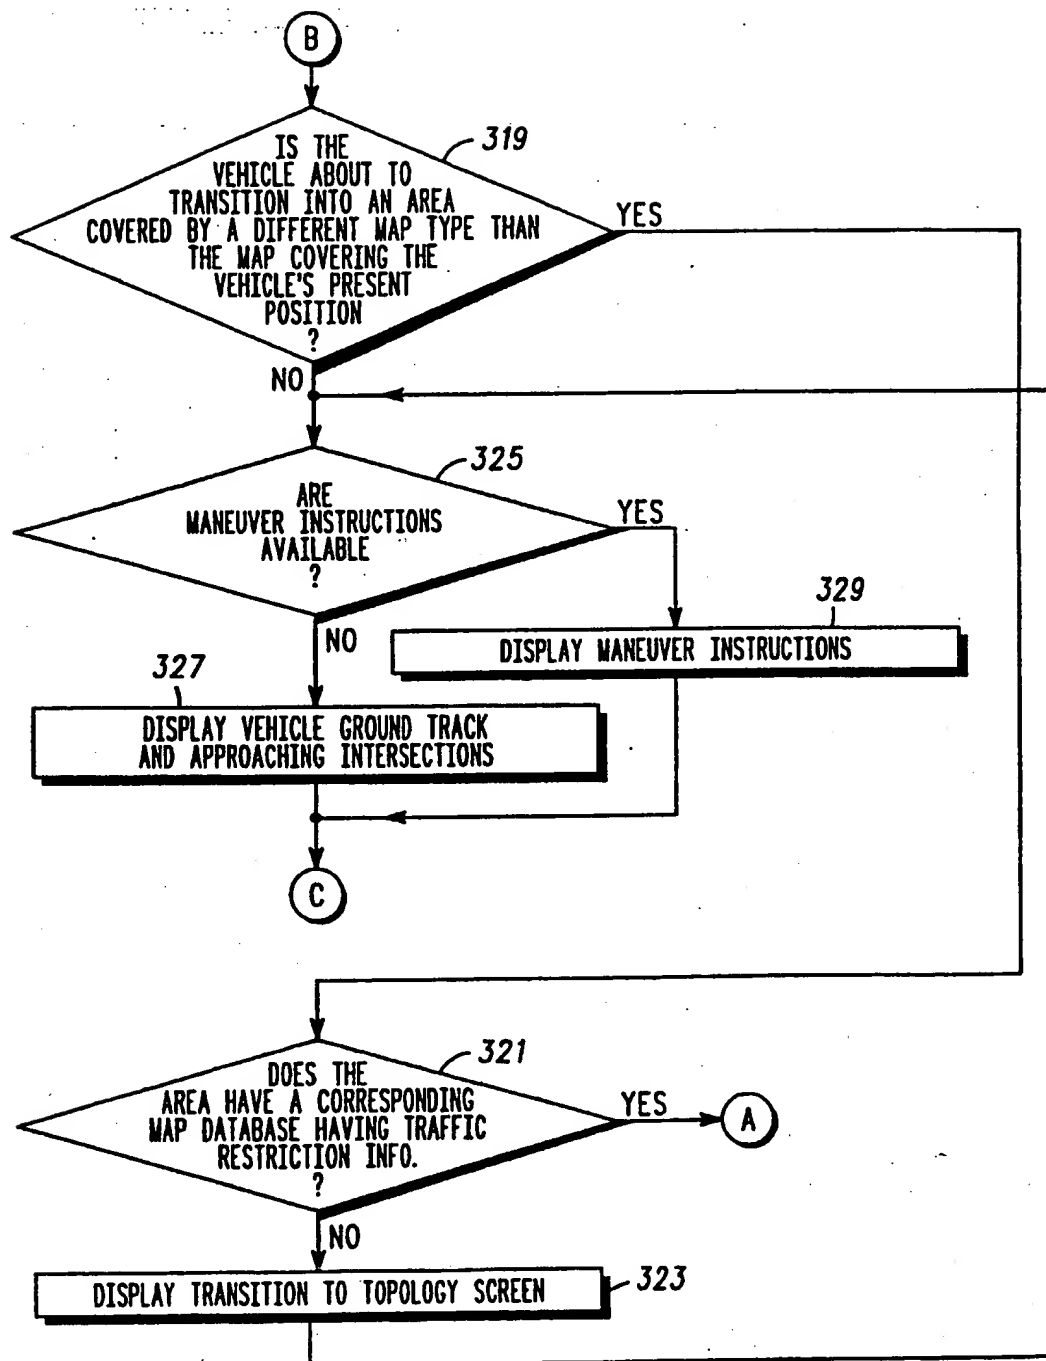 B
319
IS THE
VEHICLE ABOUT TO
TRANSITION INTO AN AREA
COVERED BY A DIFFERENT MAP TYPE THAN
THE MAP COVERING THE
VEHICLE'S PRESENT
POSITION
?
YES
NO
325
ARE
MANEUVER INSTRUCTIONS
AVAILABLE
?
YES
NO
329
DISPLAY MANEUVER INSTRUCTIONS
327
DISPLAY VEHICLE GROUND TRACK
AND APPROACHING INTERSECTIONS
C
321
DOES THE
AREA HAVE A CORRESPONDING
MAP DATABASE HAVING TRAFFIC
RESTRICTION INFO.
?
YES
A
NO
DISPLAY TRANSITION TO TOPOLOGY SCREEN
323